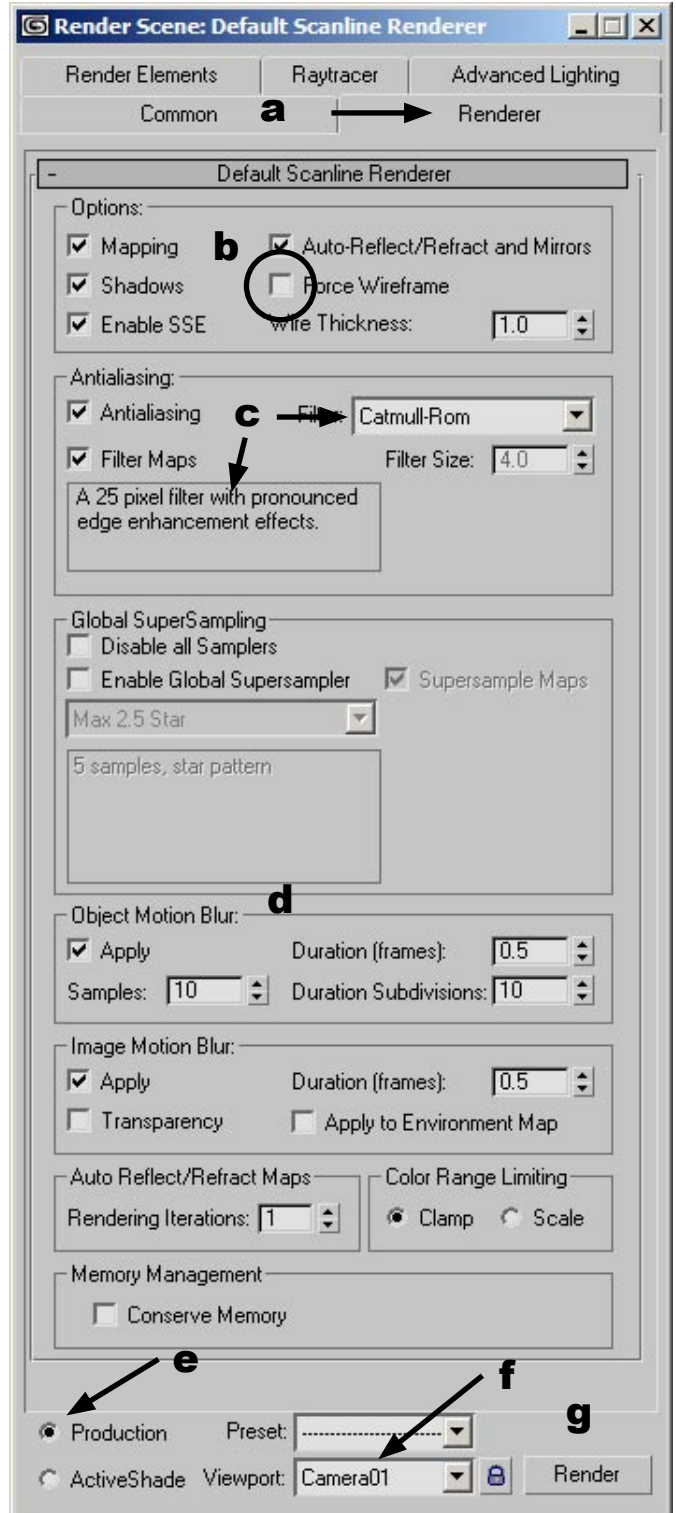 Render Scene: Default Scanline Renderer
Render Elements Raytracer Advanced Lighting
Common a Renderer
- Default Scanline Renderer
Options:
Mapping b Auto-Reflect/Refract and Mirrors
Shadows Force Wireframe
Enable SSE Wire Thickness: 1.0
Antialiasing:
Antialiasing c Filter: Catmull-Rom
Filter Maps Filter Size: 4.0
A 25 pixel filter with pronounced
edge enhancement effects.
Global SuperSampling
Disable all Samplers
Enable Global Supersampler Supersample Maps
Max 2.5 Star
5 samples, star pattern
d
Object Motion Blur:
Apply Duration (frames): 0.5
Samples: 10 Duration Subdivisions: 10
Image Motion Blur:
Apply Duration (frames): 0.5
Transparency Apply to Environment Map
Auto Reflect/Refract Maps Color Range Limiting
Rendering Iterations: 1 Clamp Scale
Memory Management
Conserve Memory
e f
g
Production Preset: --------------------
ActiveShade Viewport: Camera01 Render